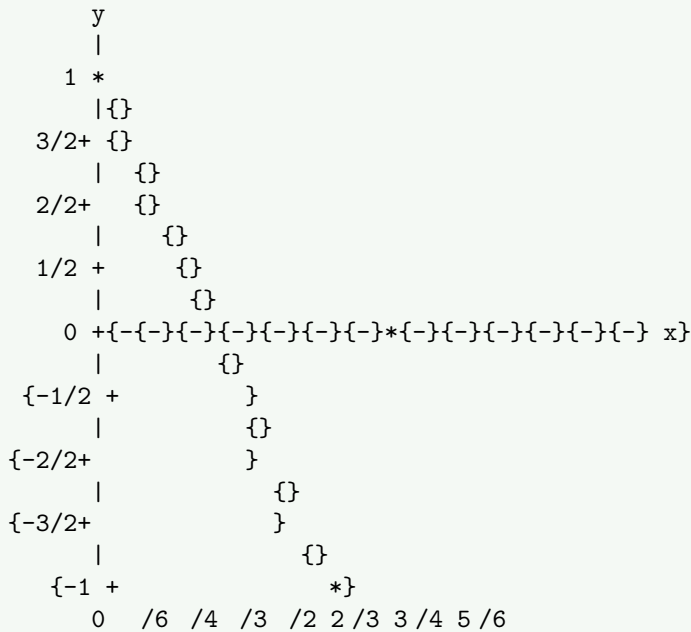 y
|
1 *
|{}
3/2+ {}
| {}
2/2+ {}
| {}
1/2 + {}
| {}
0 +{-{-}{-}{-}{-}{-}{-}*{-}{-}{-}{-}{-}{-} x}
| {}
{-1/2 + }
| {}
{-2/2+ }
| {}
{-3/2+ }
| {}
{-1 + *}
0 /6 /4 /3 /2 2 /3 3 /4 5 /6